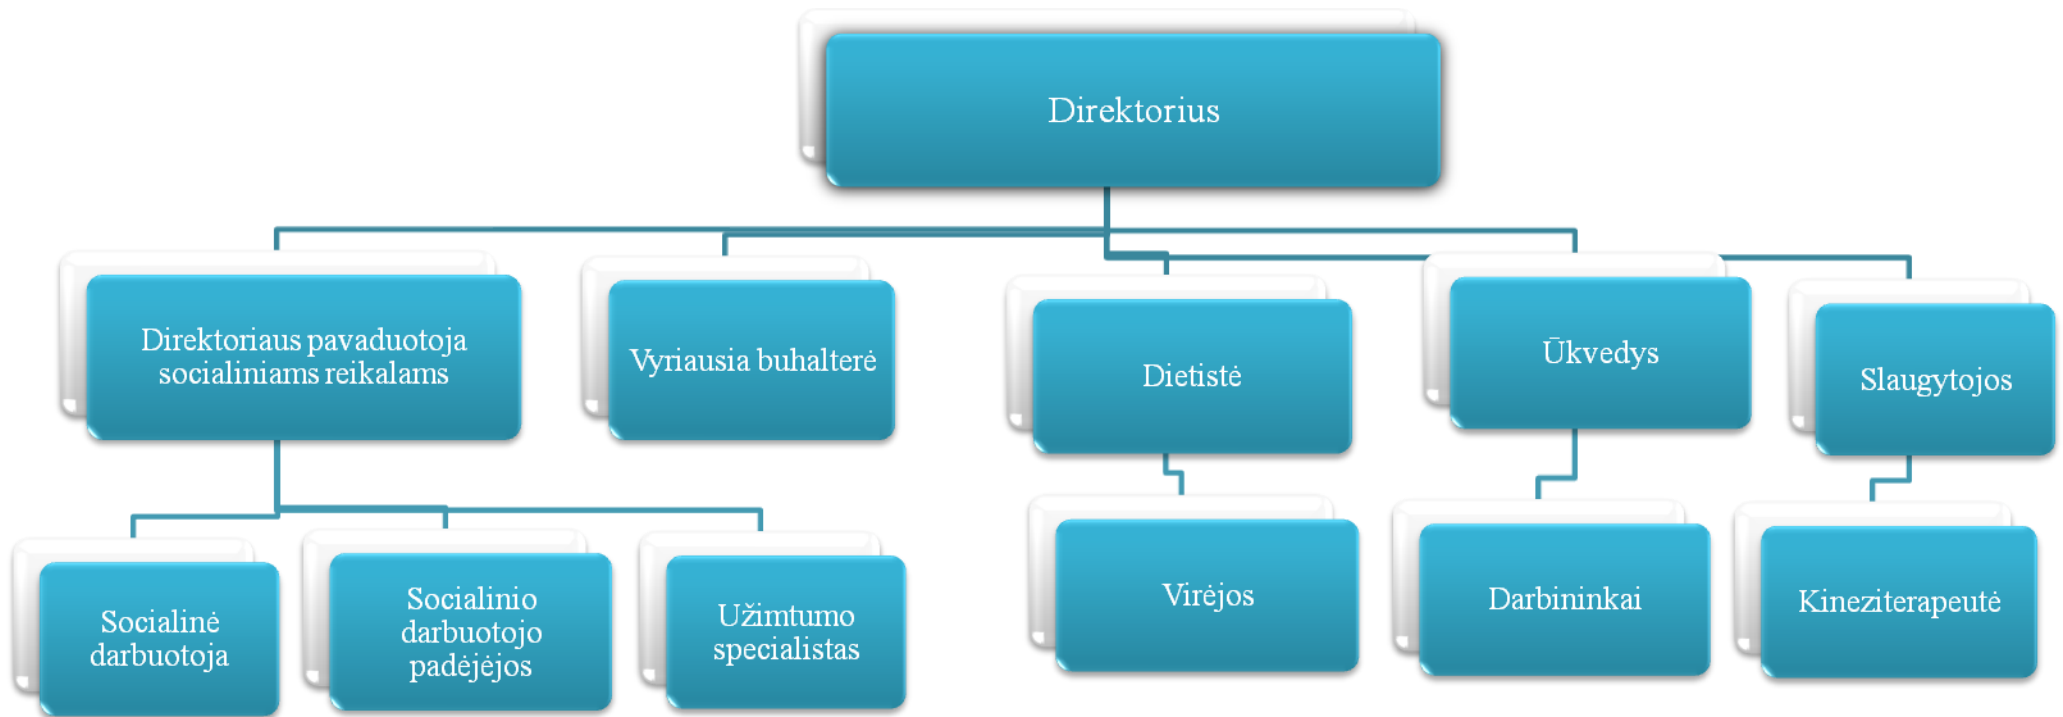 Direktorius
Direktoriaus pavaduotoja
socialiniams reikalams
Vyriausia buhalterė
Dietistė
Ūkvedys
Slaugytojos
Socialinė
darbuotoja
Socialinio
darbuotojo
padėjėjos
Užimtumo
specialistas
Virėjos
Darbininkai
Kineziterapeutė